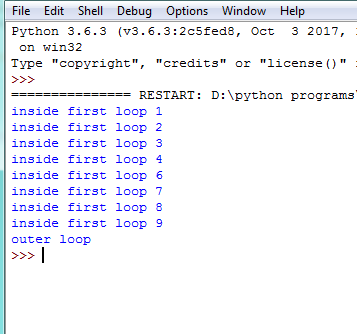 File Edit Shell Debug Options Window Help
Python 3.6.3 (v3.6.3:2c5fed8, Oct 3 2017,
on win32
Type "copyright", "credits" or "license()"
>>>
=============== RESTART: D:\python programs\
inside first loop 1
inside first loop 2
inside first loop 3
inside first loop 4
inside first loop 6
inside first loop 7
inside first loop 8
inside first loop 9
outer loop
>>>